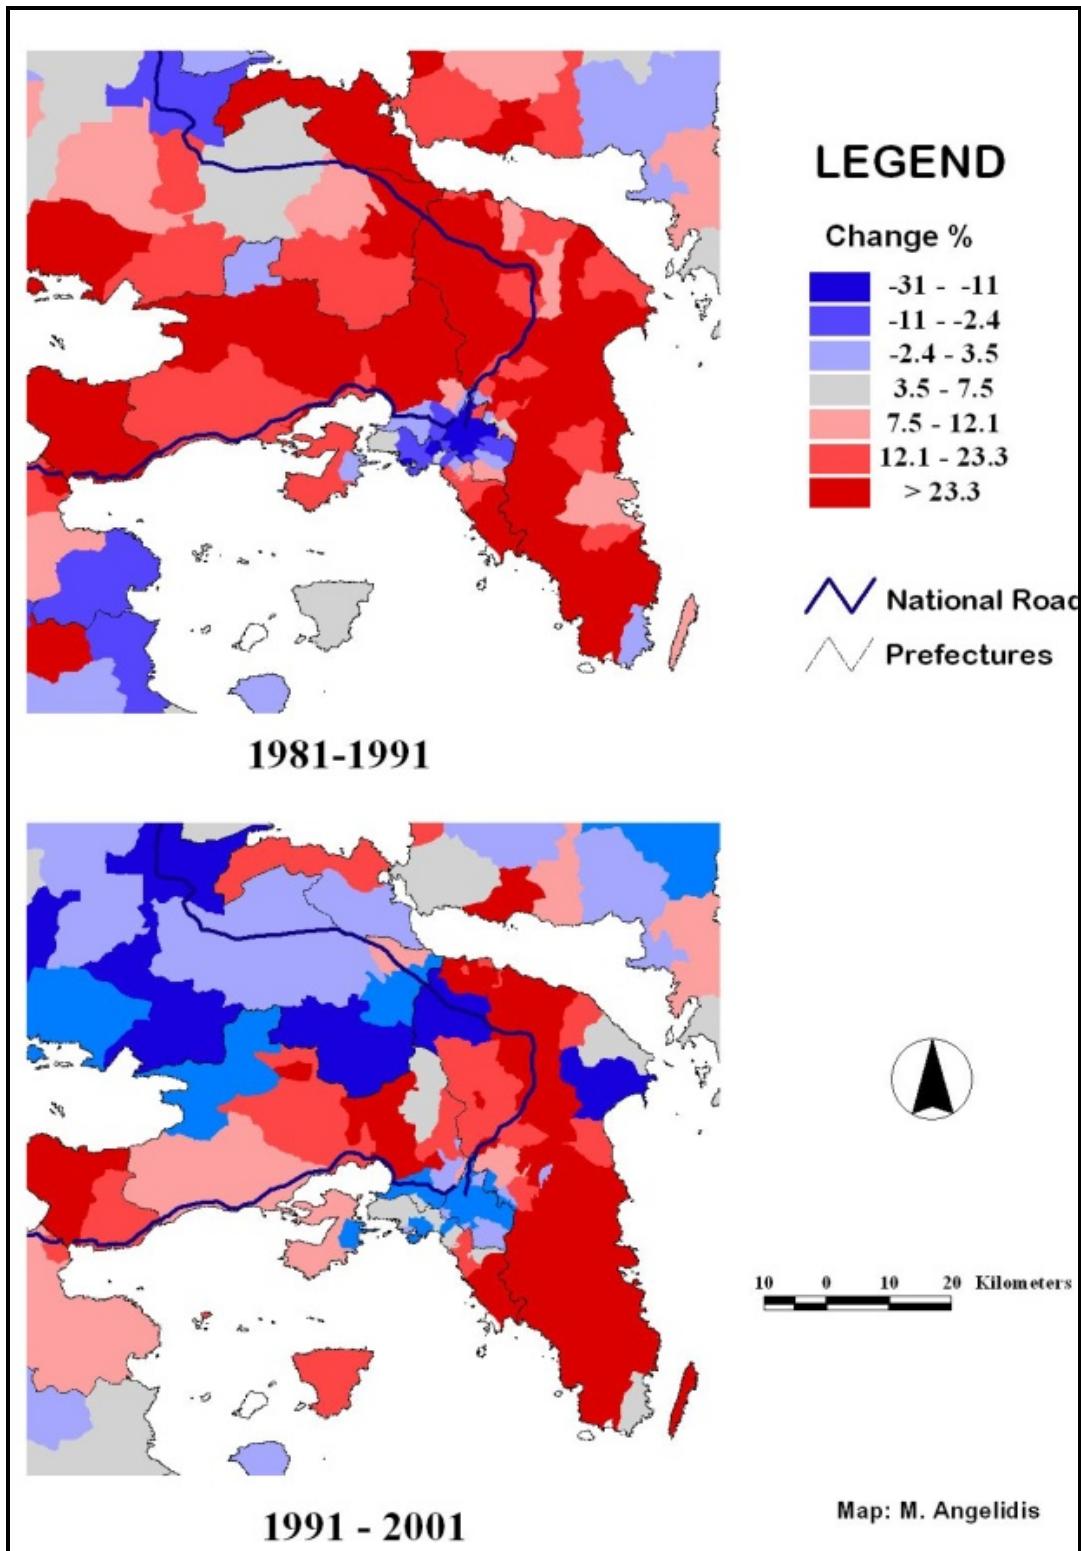 LEGEND
Change %
-31 - -11
-11 - -2.4
-2.4 - 3.5
3.5 - 7.5
7.5 - 12.1
12.1 - 23.3
> 23.3
National Road
Prefectures
1981-1991
10 0 10 20 Kilometers
Map: M. Angelidis
1991 - 2001